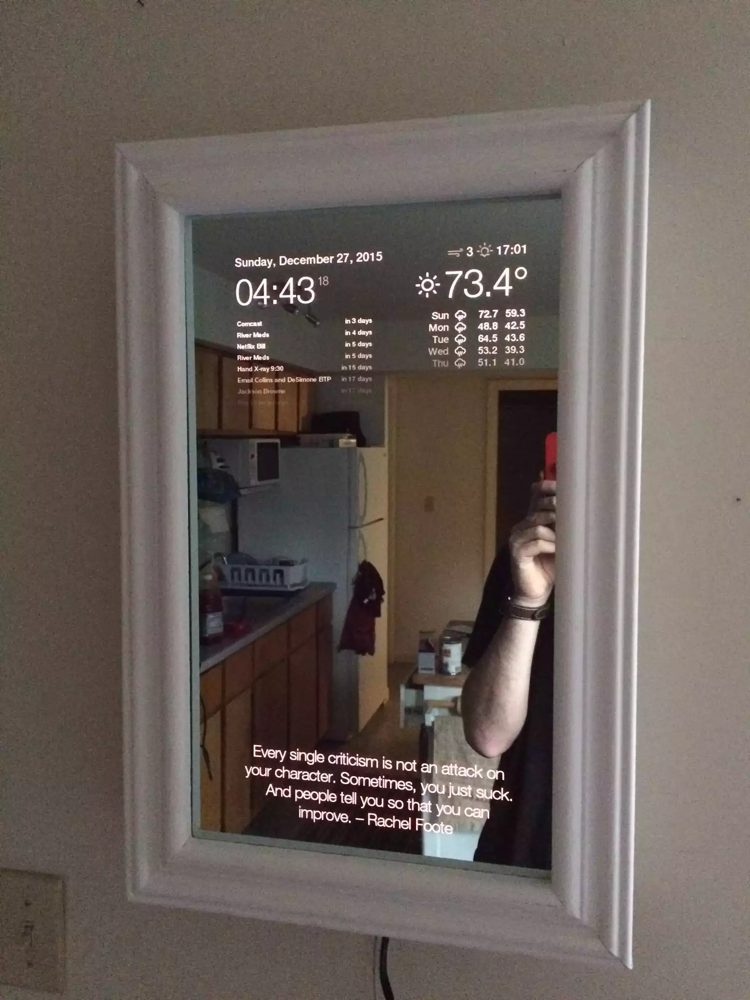 Sunday, December 27, 2015
04:43 18
Comcast in 3 days
River Meds in 4 days
Netflix Bill in 5 days
River Meds in 5 days
Hand X-ray 9:30 in 15 days
Email Collins and DeSimone BTP in 17 days
Jackson Browne in 17 days
3 17:01
73.4°
Sun 72.7 59.3
Mon 48.8 42.5
Tue 64.5 43.6
Wed 53.2 39.3
Thu 51.1 41.0
Every single criticism is not an attack on
your character. Sometimes, you just suck.
And people tell you so that you can
improve. – Rachel Foote